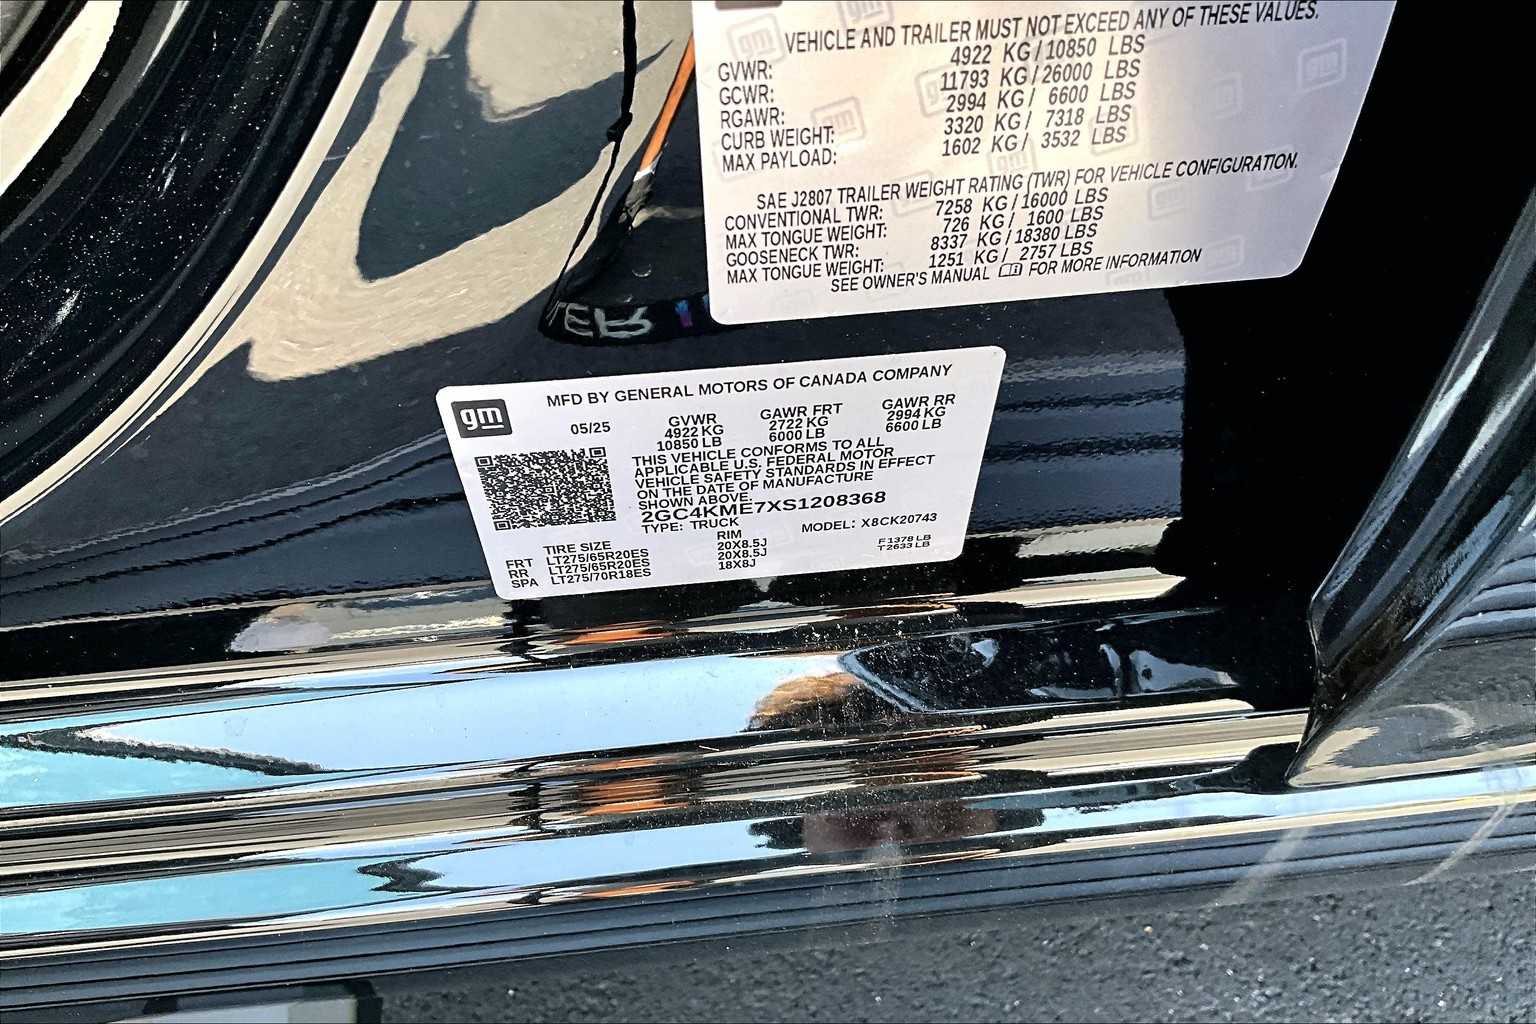 VEHICLE AND TRAILER MUST NOT EXCEED ANY OF THESE VALUES.
GVWR: 4922 KG/10850 LBS
GCWR: 11793 KG/26000 LBS
RGAWR: 2994 KG/ 6600 LBS
CURB WEIGHT: 3320 KG/ 7318 LBS
MAX PAYLOAD: 1602 KG/ 3532 LBS
SAE J2807 TRAILER WEIGHT RATING (TWR) FOR VEHICLE CONFIGURATION.
CONVENTIONAL TWR: 7258 KG/16000 LBS
MAX TONGUE WEIGHT: 726 KG/ 1600 LBS
GOOSENECK TWR: 8337 KG/18380 LBS
MAX TONGUE WEIGHT: 1251 KG/ 2757 LBS
SEE OWNER'S MANUAL FOR MORE INFORMATION
gm
MFD BY GENERAL MOTORS OF CANADA COMPANY
05/25 GVWR GAWR FRT GAWR RR
4922 KG 2722 KG 2994 KG
10850 LB 6000 LB 6600 LB
THIS VEHICLE CONFORMS TO ALL
APPLICABLE U.S. FEDERAL MOTOR
VEHICLE SAFETY STANDARDS IN EFFECT
ON THE DATE OF MANUFACTURE
SHOWN ABOVE.
2GC4KME7XS1208368
TYPE: TRUCK MODEL: X8CK20743
TIRE SIZE RIM
FRT LT275/65R20ES 20X8.5J F 1378 LB
RR LT275/65R20ES 20X8.5J T 2633 LB
SPA LT275/70R18ES 18X8J